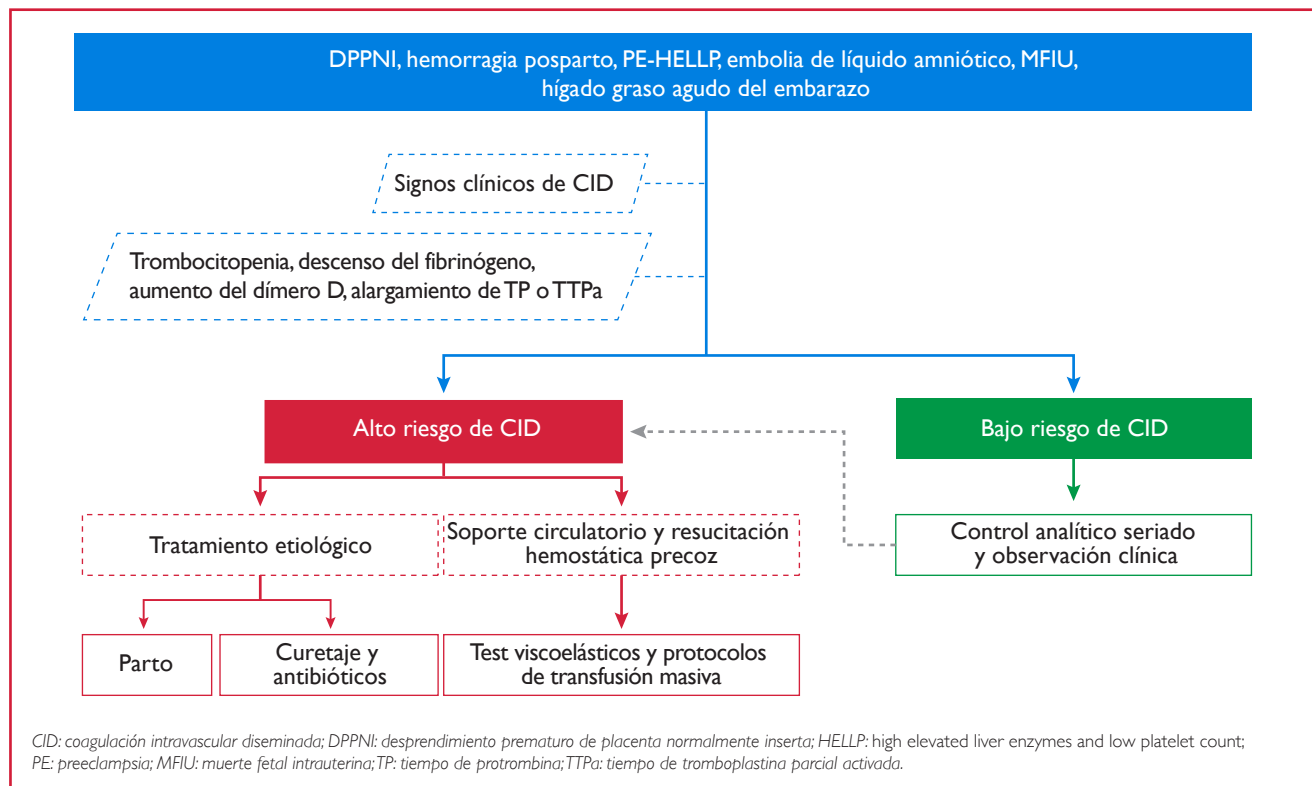 DPPNI, hemorragia posparto, PE-HELLP, embolia de líquido amniótico, MFIU,
hígado graso agudo del embarazo
Signos clínicos de CID
Trombocitopenia, descenso del fibrinógeno,
aumento del dímero D, alargamiento de TP o TTPa
Alto riesgo de CID
Bajo riesgo de CID
Tratamiento etiológico
Soporte circulatorio y resucitación
hemostática precoz
Control analítico seriado
y observación clínica
Parto
Curetaje y
antibióticos
Test viscoelásticos y protocolos
de transfusión masiva
CID: coagulación intravascular diseminada; DPPNI: desprendimiento prematuro de placenta normalmente inserta; HELLP: high elevated liver enzymes and low platelet count;
PE: preeclampsia; MFIU: muerte fetal intrauterina; TP: tiempo de protrombina; TTPa: tiempo de tromboplastina parcial activada.